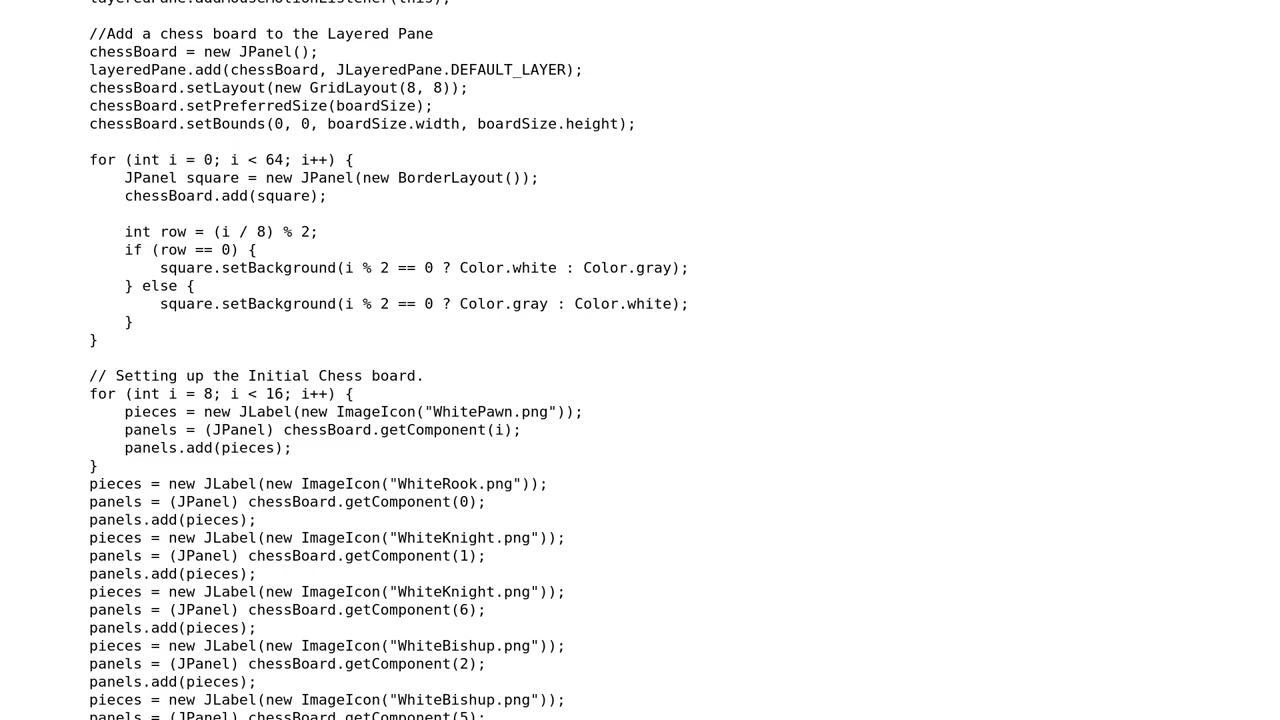 layeredPane.addMouseMotionListener(this);
//Add a chess board to the Layered Pane
chessBoard = new JPanel();
layeredPane.add(chessBoard, JLayeredPane.DEFAULT_LAYER);
chessBoard.setLayout(new GridLayout(8, 8));
chessBoard.setPreferredSize(boardSize);
chessBoard.setBounds(0, 0, boardSize.width, boardSize.height);
for (int i = 0; i < 64; i++) {
JPanel square = new JPanel(new BorderLayout());
chessBoard.add(square);
int row = (i / 8) % 2;
if (row == 0) {
square.setBackground(i % 2 == 0 ? Color.white : Color.gray);
} else {
square.setBackground(i % 2 == 0 ? Color.gray : Color.white);
}
}
// Setting up the Initial Chess board.
for (int i = 8; i < 16; i++) {
pieces = new JLabel(new ImageIcon("WhitePawn.png"));
panels = (JPanel) chessBoard.getComponent(i);
panels.add(pieces);
}
pieces = new JLabel(new ImageIcon("WhiteRook.png"));
panels = (JPanel) chessBoard.getComponent(0);
panels.add(pieces);
pieces = new JLabel(new ImageIcon("WhiteKnight.png"));
panels = (JPanel) chessBoard.getComponent(1);
panels.add(pieces);
pieces = new JLabel(new ImageIcon("WhiteKnight.png"));
panels = (JPanel) chessBoard.getComponent(6);
panels.add(pieces);
pieces = new JLabel(new ImageIcon("WhiteBishup.png"));
panels = (JPanel) chessBoard.getComponent(2);
panels.add(pieces);
pieces = new JLabel(new ImageIcon("WhiteBishup.png"));
panels = (JPanel) chessBoard.getComponent(5);